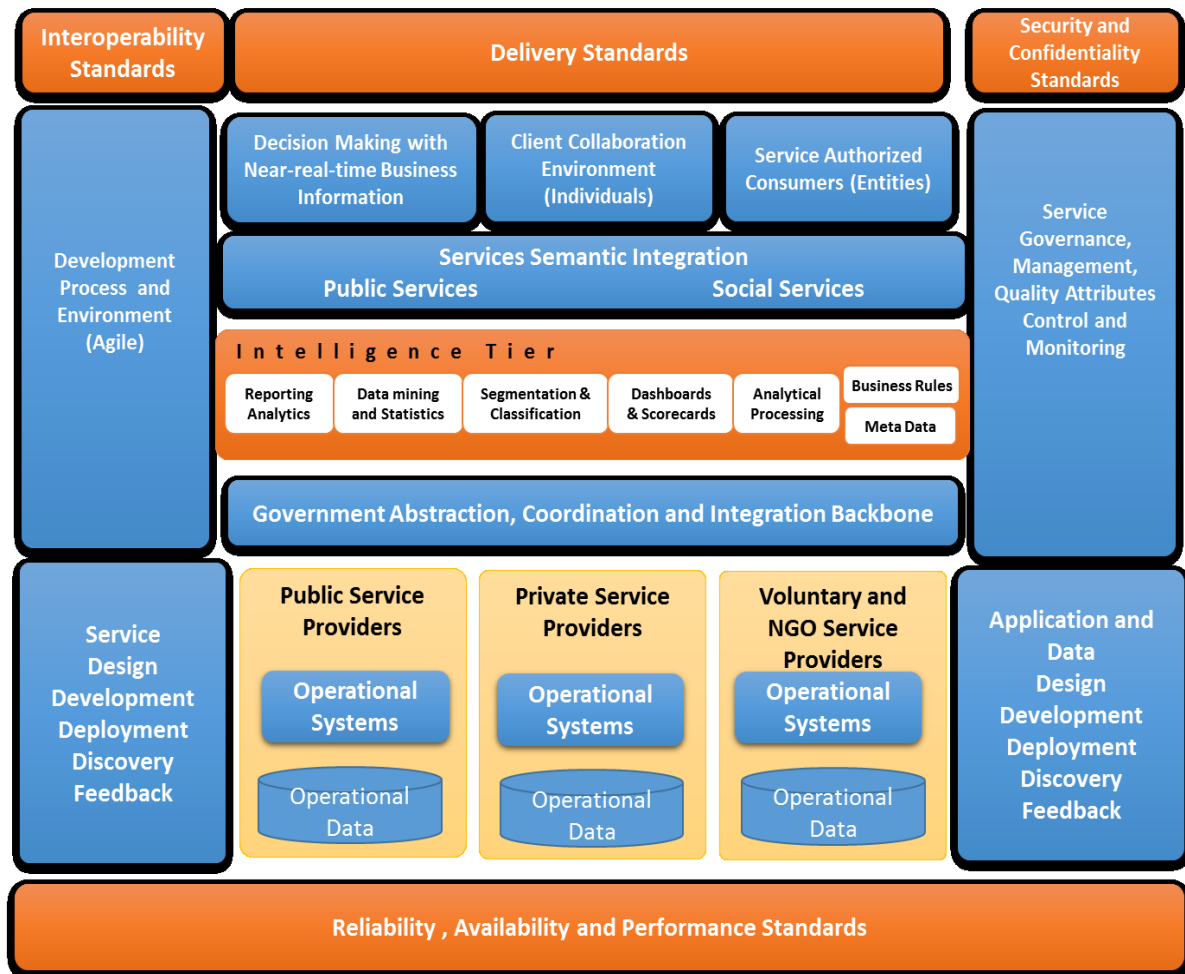 Interoperability
Standards
Delivery Standards
Security and
Confidentiality
Standards
Development
Process and
Environment
(Agile)
Decision Making with
Near-real-time Business
Information
Client Collaboration
Environment
(Individuals)
Service Authorized
Consumers (Entities)
Service
Governance,
Management,
Quality Attributes
Control and
Monitoring
Services Semantic Integration
Public Services Social Services
Intelligence Tier
Reporting
Analytics
Data mining
and Statistics
Segmentation &
Classification
Dashboards
& Scorecards
Analytical
Processing
Business Rules
Meta Data
Government Abstraction, Coordination and Integration Backbone
Service
Design
Development
Deployment
Discovery
Feedback
Public Service
Providers
Operational
Systems
Operational
Data
Private Service
Providers
Operational
Systems
Operational
Data
Voluntary and
NGO Service
Providers
Operational
Systems
Operational
Data
Application and
Data
Design
Development
Deployment
Discovery
Feedback
Reliability , Availability and Performance Standards